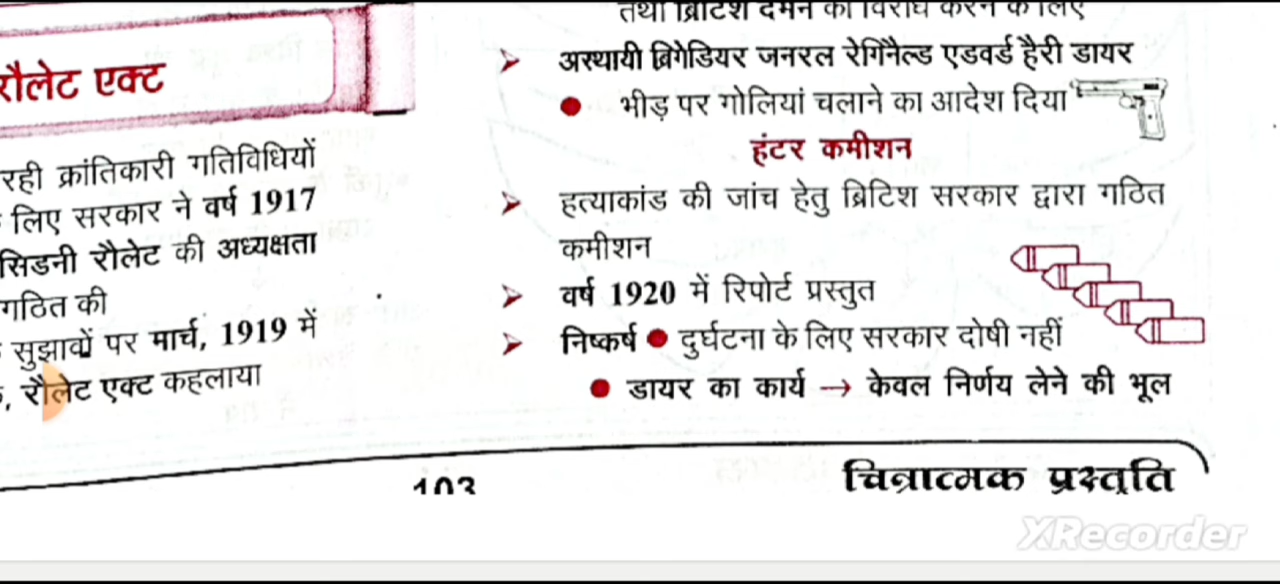 रौलेट एक्ट
रही क्रांतिकारी गतिविधियों
लिए सरकार ने वर्ष 1917
सिडनी रौलेट की अध्यक्षता
गठित की
सुझावों पर मार्च, 1919 में
, रौलेट एक्ट कहलाया
तथा ब्रिटिश दमन का विरोध करने के लिए
➢ अस्थायी ब्रिगेडियर जनरल रेगिनैल्ड एडवर्ड हैरी डायर
● भीड़ पर गोलियां चलाने का आदेश दिया
हंटर कमीशन
➢ हत्याकांड की जांच हेतु ब्रिटिश सरकार द्वारा गठित
कमीशन
➢ वर्ष 1920 में रिपोर्ट प्रस्तुत
➢ निष्कर्ष ● दुर्घटना के लिए सरकार दोषी नहीं
● डायर का कार्य → केवल निर्णय लेने की भूल
103
चित्रात्मक प्रस्तुति
XRecorder